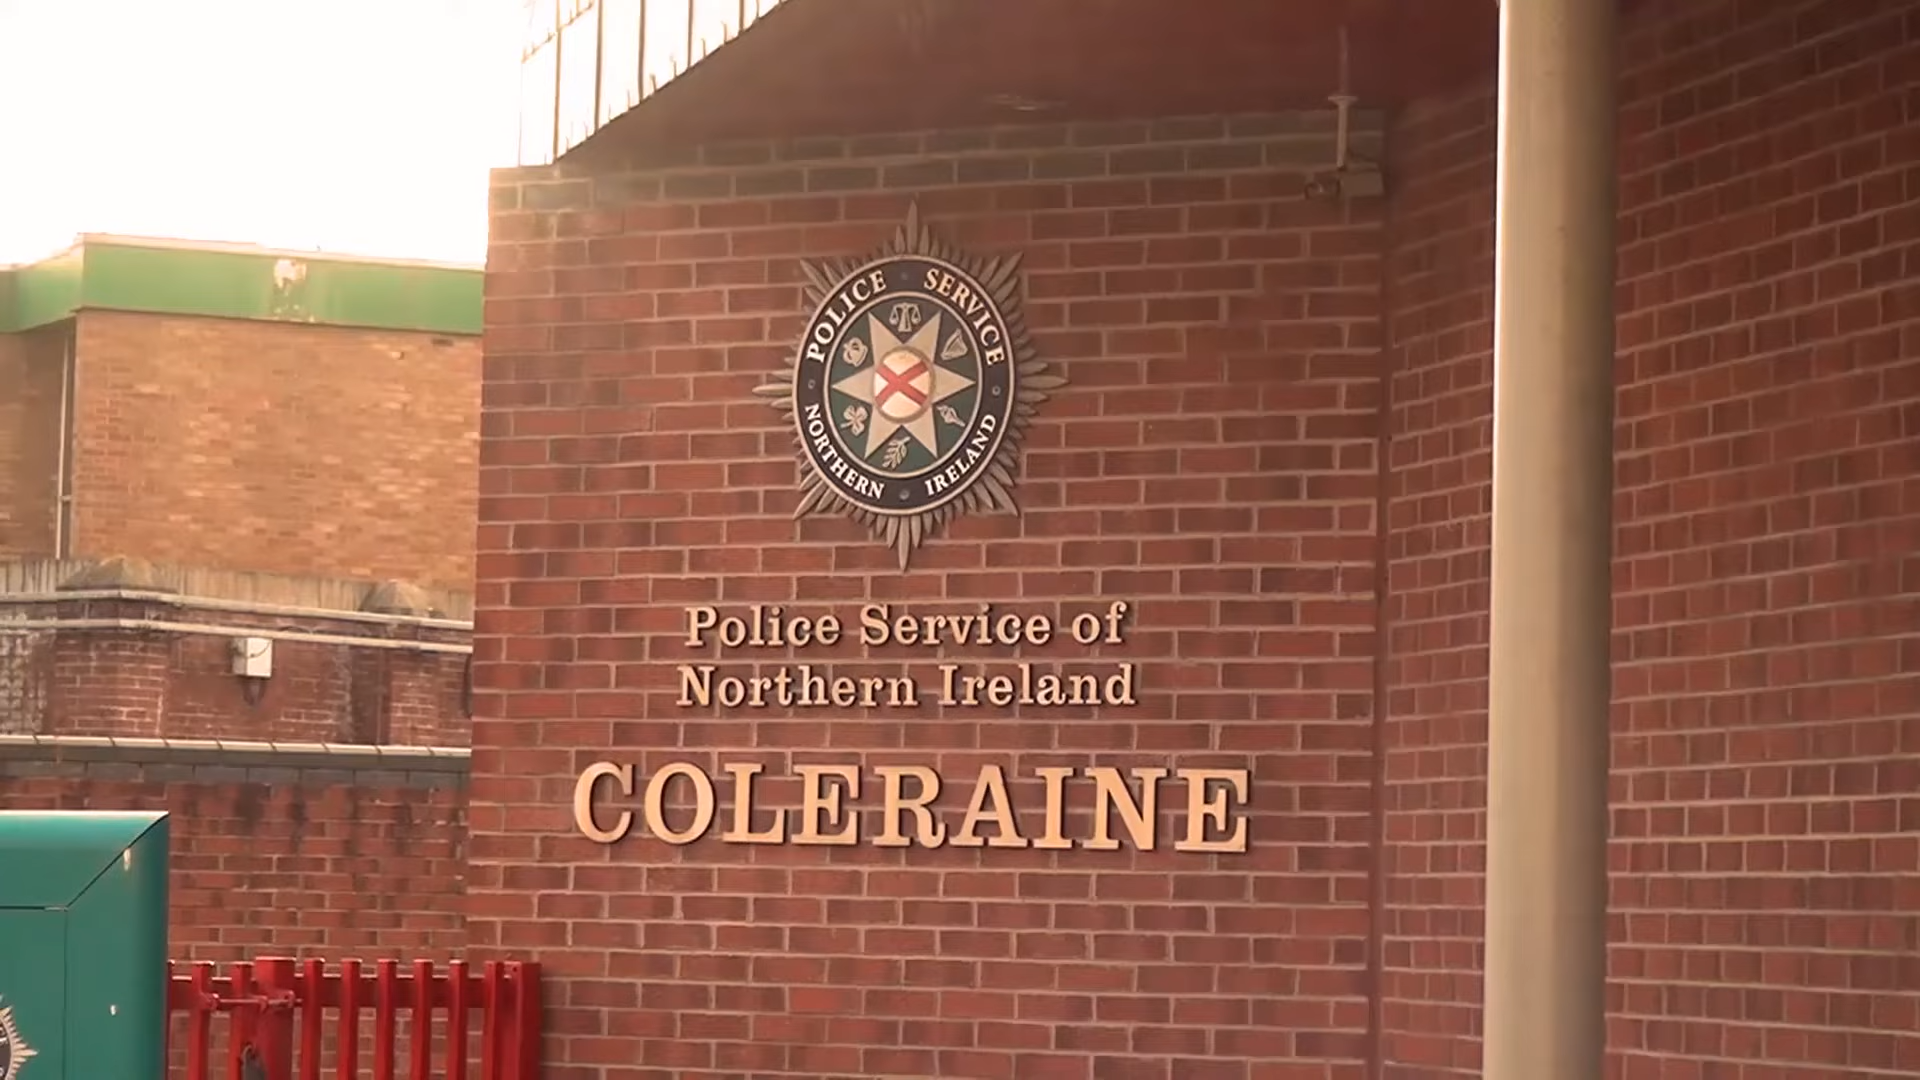 POLICE SERVICE
NORTHERN IRELAND
Police Service of
Northern Ireland
COLERAINE